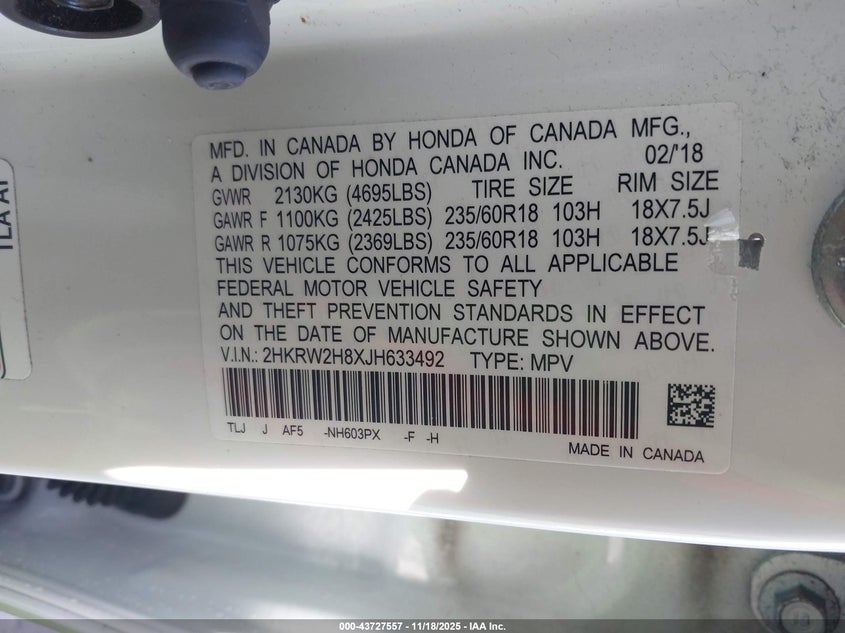 MFD. IN CANADA BY HONDA OF CANADA MFG.,
A DIVISION OF HONDA CANADA INC. 02/'18
GVWR 2130KG (4695LBS) TIRE SIZE RIM SIZE
GAWR F 1100KG (2425LBS) 235/60R18 103H 18X7.5J
GAWR R 1075KG (2369LBS) 235/60R18 103H 18X7.5J
THIS VEHICLE CONFORMS TO ALL APPLICABLE
FEDERAL MOTOR VEHICLE SAFETY
AND THEFT PREVENTION STANDARDS IN EFFECT
ON THE DATE OF MANUFACTURE SHOWN ABOVE.
V.I.N.: 2HKRW2H8XJH633492 TYPE: MPV
TLJ J AF5 -NH603PX -F -H
MADE IN CANADA
000-43727557 - 11/18/2025 - IAA Inc.